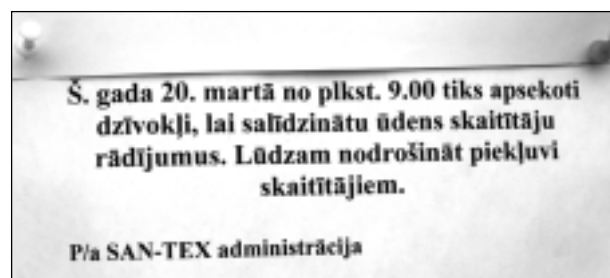 Š. gada 20. martā no plkst. 9.00 tiks apsekoti
dzīvokļi, lai salīdzinātu ūdens skaitītāju
rādījumus. Lūdzam nodrošināt piekļuvi
skaitītājiem.
P/a SAN-TEX administrācija